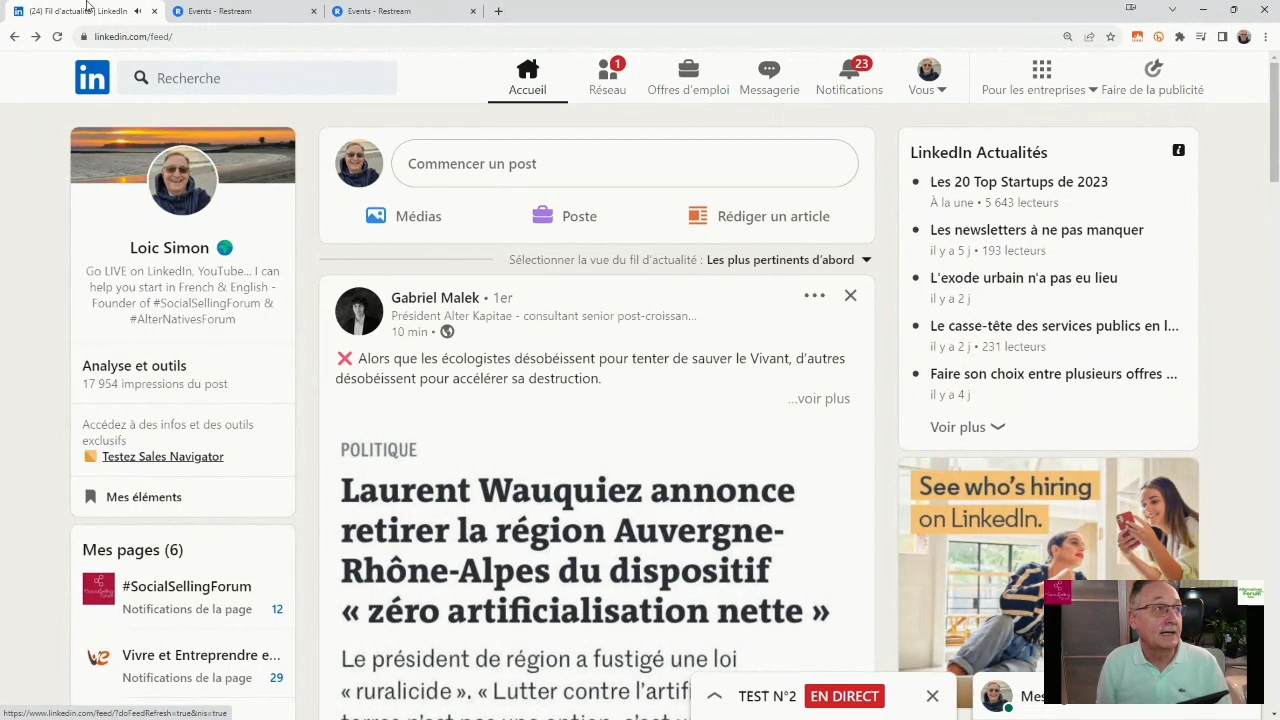 (24) Fil d'actualité | LinkedIn
Events - Restream
Events - Restream
linkedin.com/feed/
in
Recherche
Accueil
1
Réseau
Offres d'emploi
Messagerie
23
Notifications
Vous
Pour les entreprises
Faire de la publicité
Loic Simon
Go LIVE on LinkedIn, YouTube... I can
help you start in French & English -
Founder of #SocialSellingForum &
#AlterNativesForum
Analyse et outils
17 954 impressions du post
Accédez à des infos et des outils
exclusifs
Testez Sales Navigator
Mes éléments
Mes pages (6)
#SocialSellingForum
Notifications de la page 12
Vivre et Entreprendre e...
Notifications de la page 29
https://www.linkedin.com/feed/?doFeedRefresh=true&nis=true
Commencer un post
Médias
Poste
Rédiger un article
Sélectionner la vue du fil d'actualité : Les plus pertinents d'abord
Gabriel Malek • 1er
Président Alter Kapitae - consultant senior post-croissan...
10 min •
❌ Alors que les écologistes désobéissent pour tenter de sauver le Vivant, d'autres
désobéissent pour accélérer sa destruction.
...voir plus
POLITIQUE
Laurent Wauquiez annonce
retirer la région Auvergne-
Rhône-Alpes du dispositif
« zéro artificialisation nette »
Le président de région a fustigé une loi
« ruralicide ». « Lutter contre l'artif
LinkedIn Actualités
Les 20 Top Startups de 2023
À la une • 5 643 lecteurs
Les newsletters à ne pas manquer
il y a 5 j • 193 lecteurs
L'exode urbain n'a pas eu lieu
il y a 2 j
Le casse-tête des services publics en l...
il y a 2 j • 231 lecteurs
Faire son choix entre plusieurs offres ...
il y a 4 j
Voir plus
See who's hiring
on LinkedIn.
TEST N°2 EN DIRECT
Mes